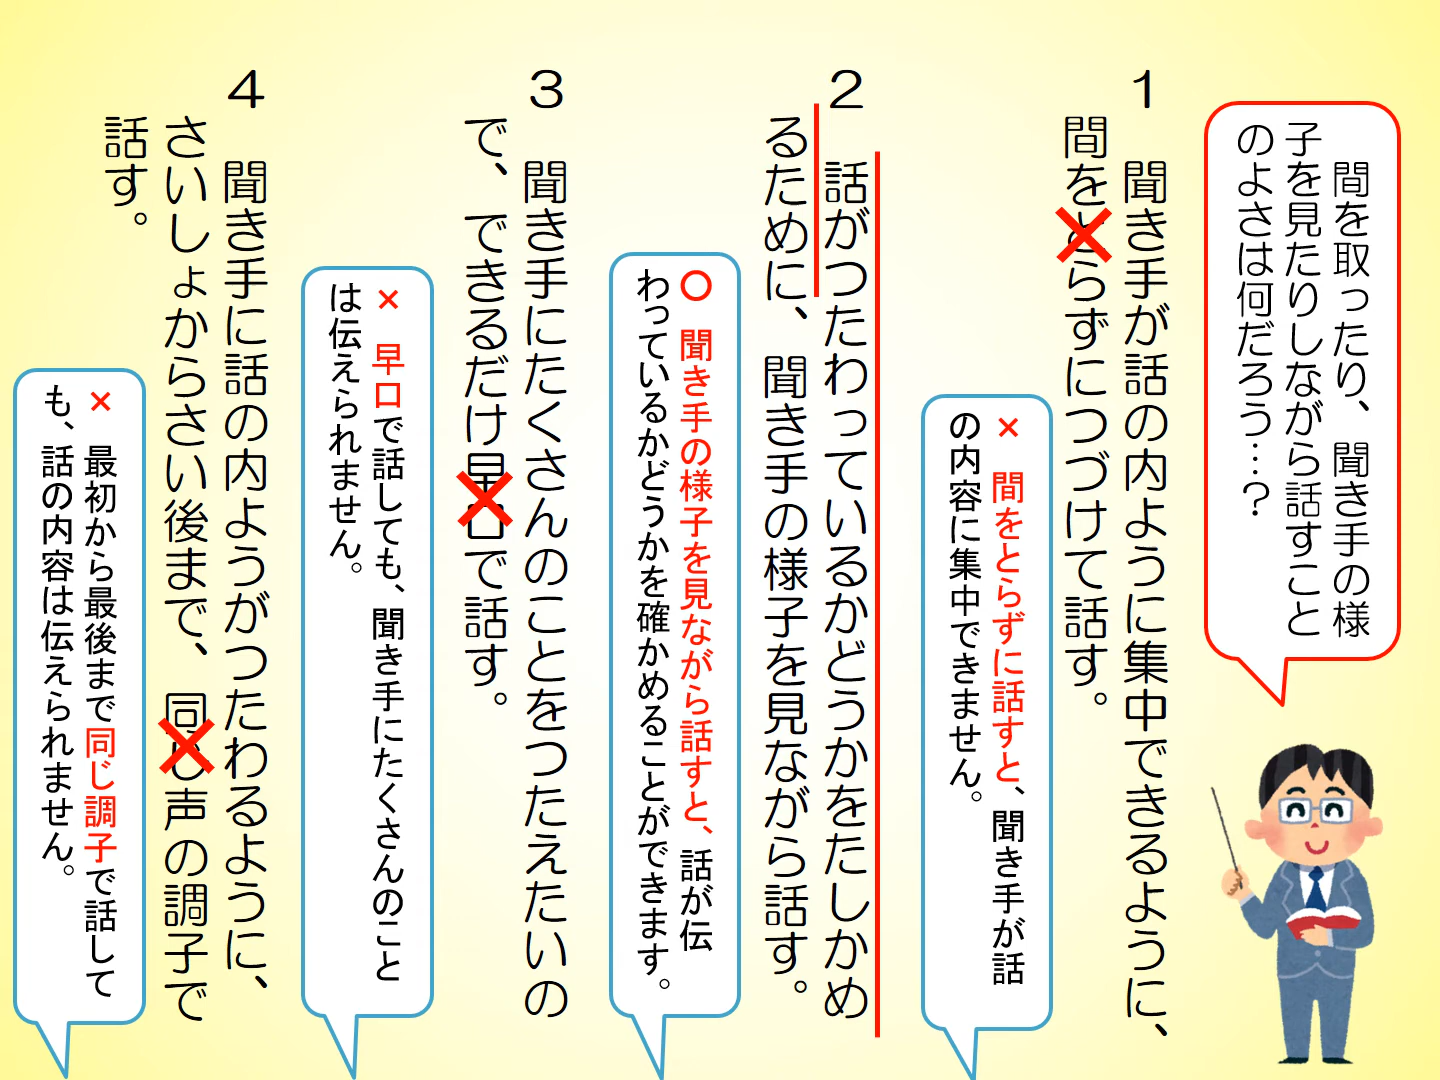 間を取ったり、聞き手の様
子を見たりしながら話すこと
のよさは何だろう…？
１　聞き手が話の内ように集中できるように、
間をとらずにつづけて話す。
×　間をとらずに話すと、聞き手が話
の内容に集中できません。
２　話がつたわっているかどうかをたしかめ
るために、聞き手の様子を見ながら話す。
〇　聞き手の様子を見ながら話すと、話が伝
わっているかどうかを確かめることができます。
３　聞き手にたくさんのことをつたえたいの
で、できるだけ早口で話す。
×　早口で話しても、聞き手にたくさんのこと
は伝えられません。
４　聞き手に話の内ようがつたわるように、
さいしょからさい後まで、同じ声の調子で
話す。
×　最初から最後まで同じ調子で話して
も、話の内容は伝えられません。